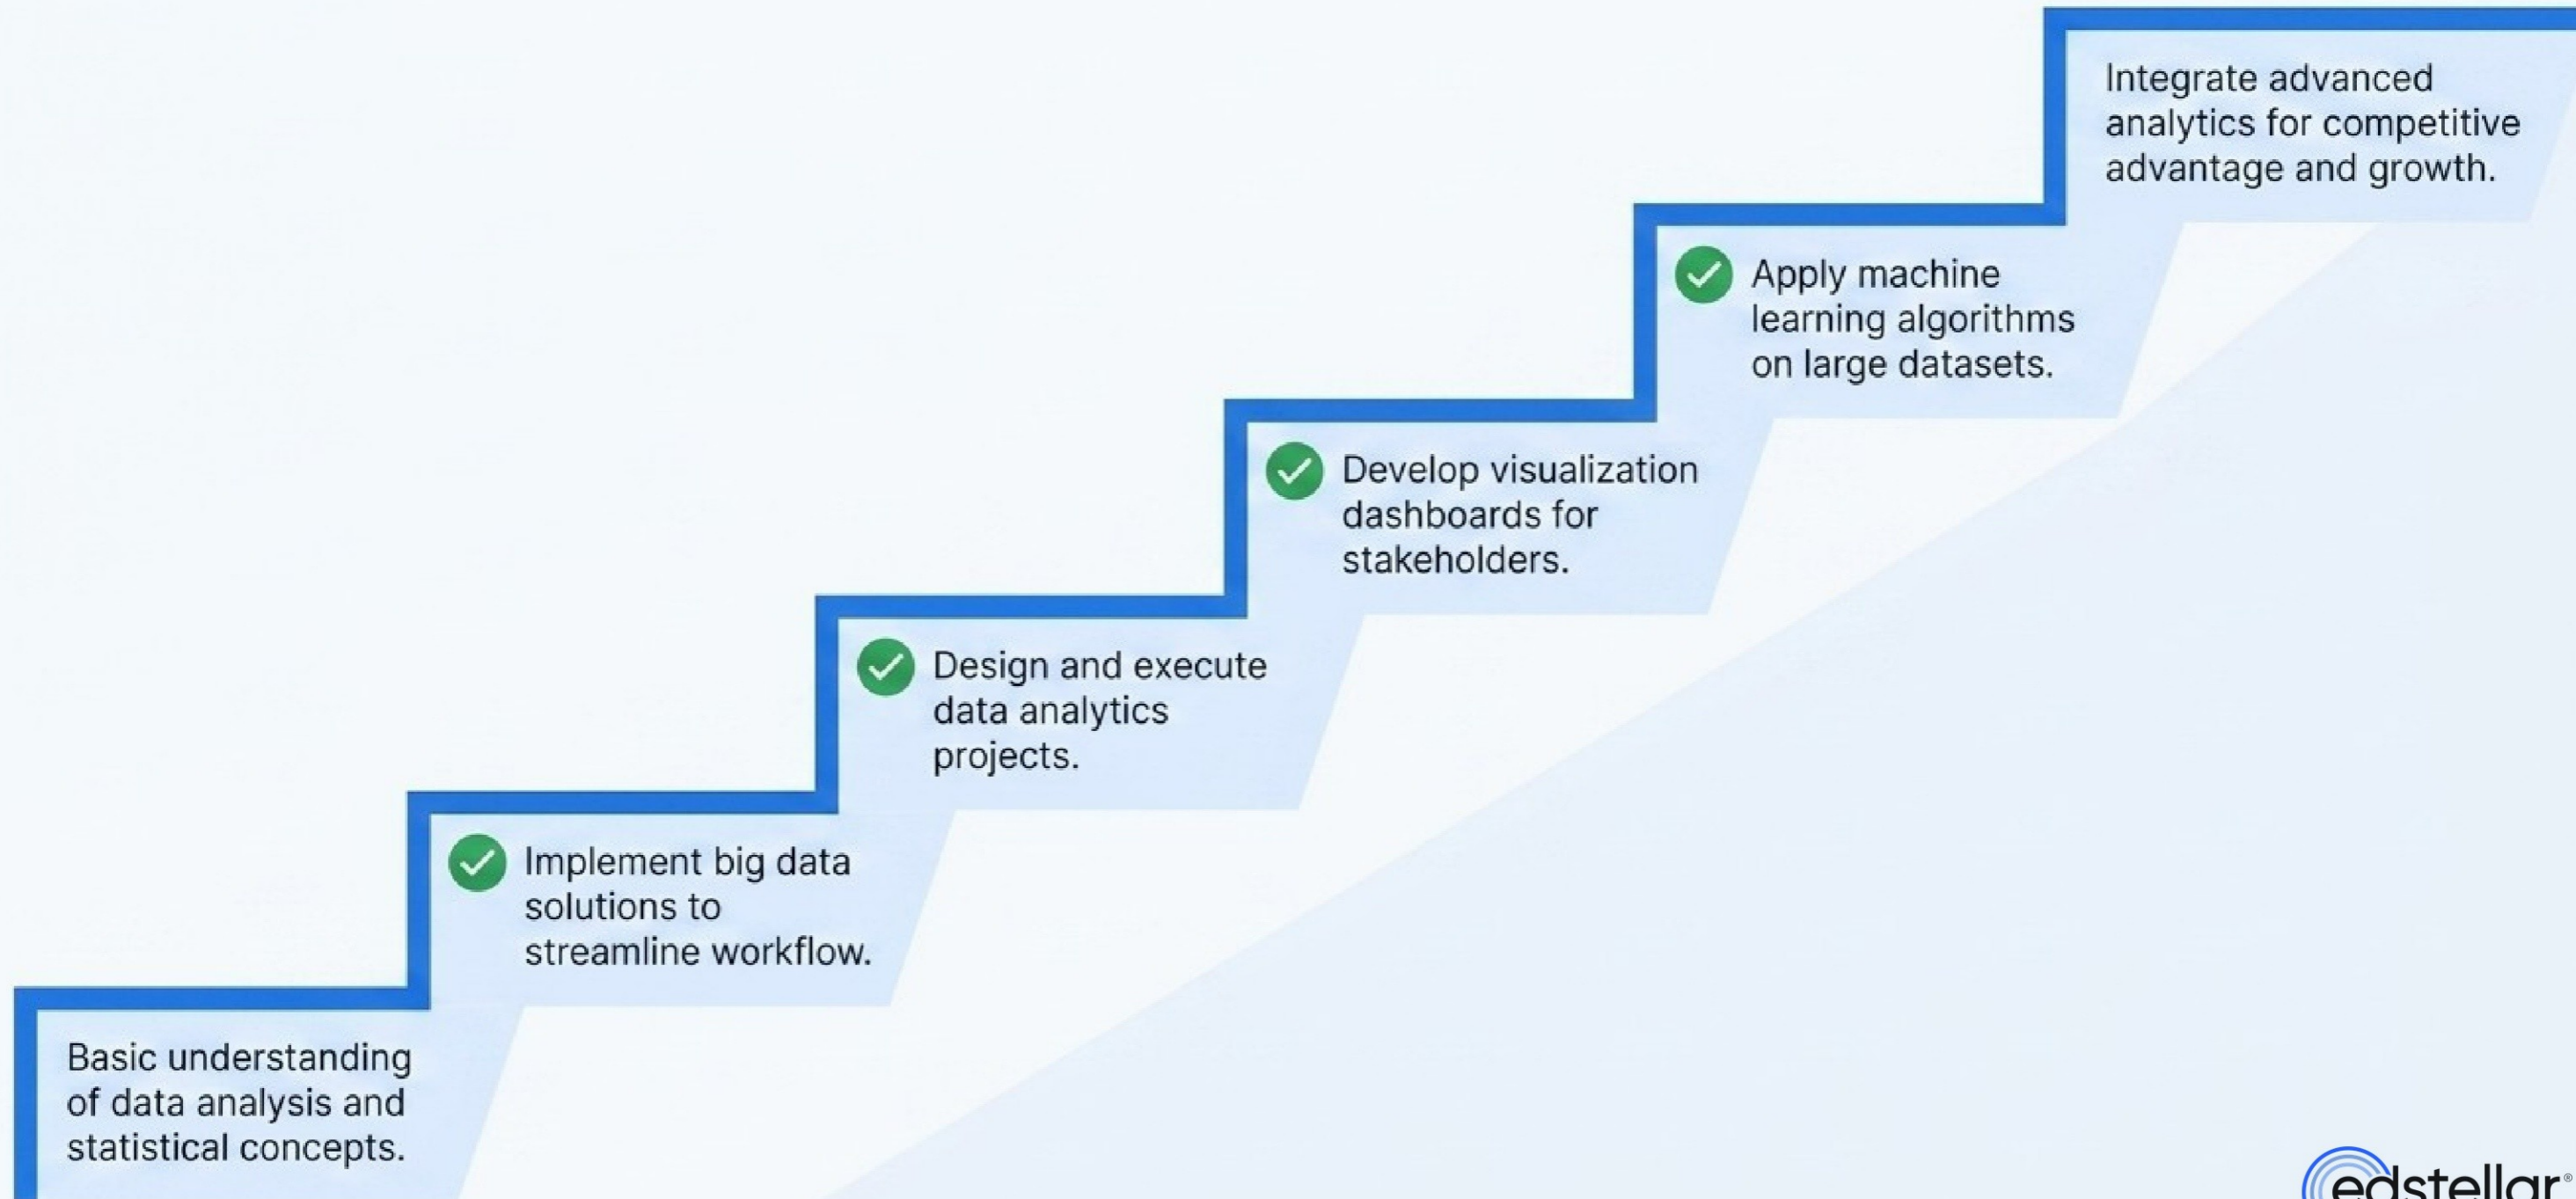 Integrate advanced
analytics for competitive
advantage and growth.
Apply machine
learning algorithms
on large datasets.
Develop visualization
dashboards for
stakeholders.
Design and execute
data analytics
projects.
Implement big data
solutions to
streamline workflow.
Basic understanding
of data analysis and
statistical concepts.
edstellar®